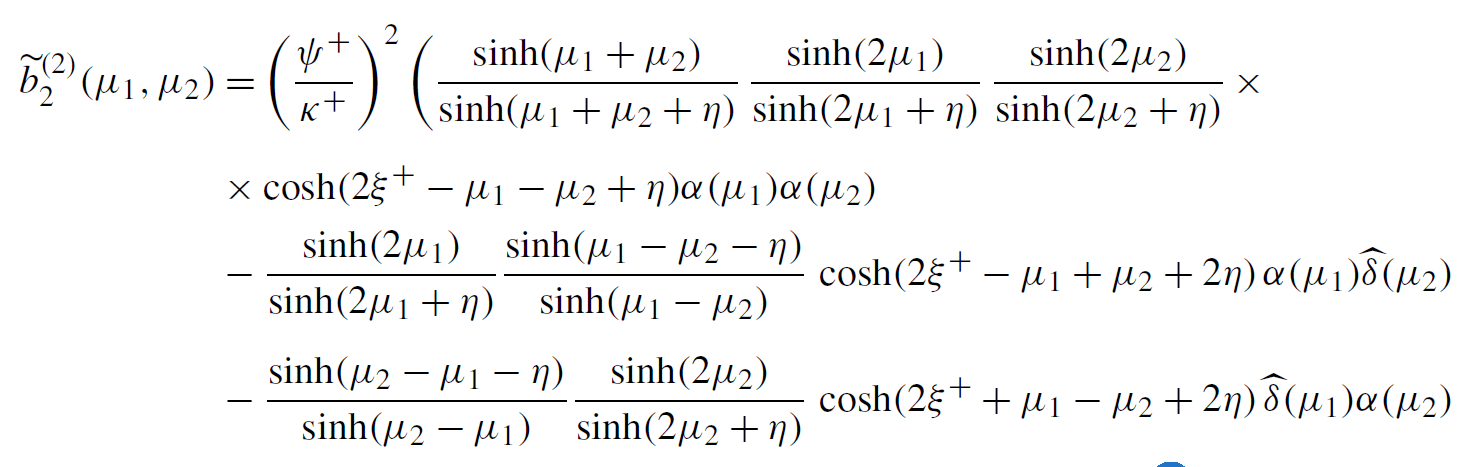 \widetilde{b}_2^{(2)}(\mu_1, \mu_2) = \left( \frac{\psi^+}{\kappa^+} \right)^2 \left( \frac{\sinh(\mu_1 + \mu_2)}{\sinh(\mu_1 + \mu_2 + \eta)} \frac{\sinh(2\mu_1)}{\sinh(2\mu_1 + \eta)} \frac{\sinh(2\mu_2)}{\sinh(2\mu_2 + \eta)} \times
\times \cosh(2\xi^+ - \mu_1 - \mu_2 + \eta)\alpha(\mu_1)\alpha(\mu_2)
- \frac{\sinh(2\mu_1)}{\sinh(2\mu_1 + \eta)} \frac{\sinh(\mu_1 - \mu_2 - \eta)}{\sinh(\mu_1 - \mu_2)} \cosh(2\xi^+ - \mu_1 + \mu_2 + 2\eta)\alpha(\mu_1)\widehat{\delta}(\mu_2)
- \frac{\sinh(\mu_2 - \mu_1 - \eta)}{\sinh(\mu_2 - \mu_1)} \frac{\sinh(2\mu_2)}{\sinh(2\mu_2 + \eta)} \cosh(2\xi^+ + \mu_1 - \mu_2 + 2\eta)\widehat{\delta}(\mu_1)\alpha(\mu_2)